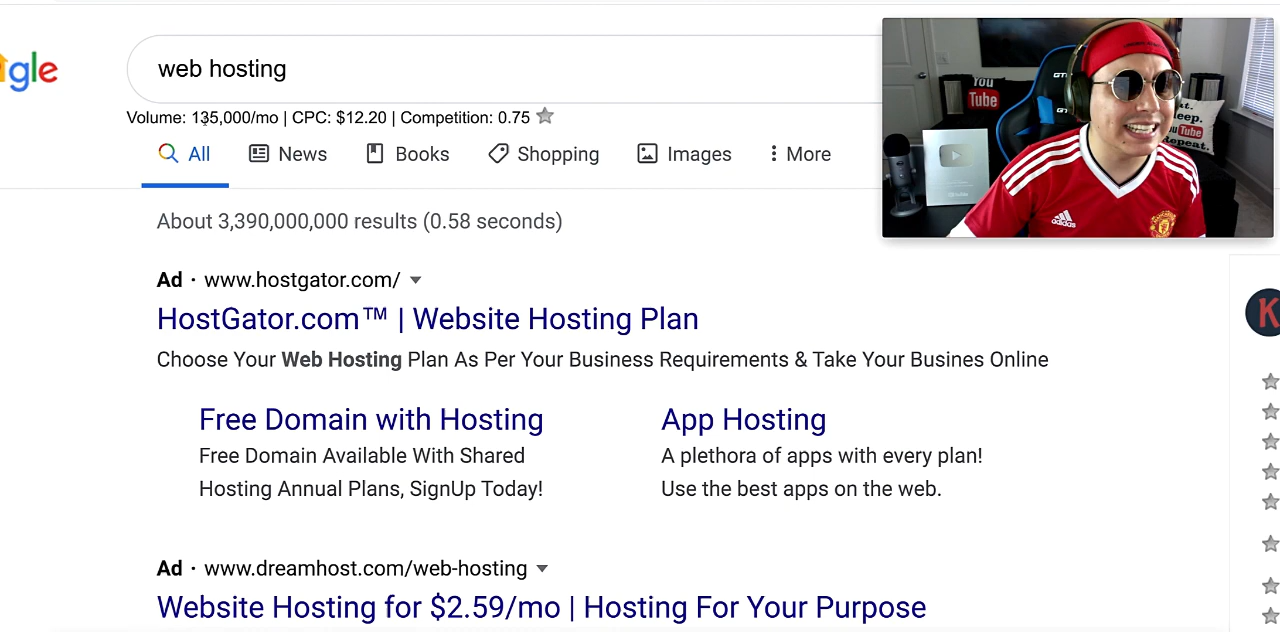 gle
web hosting
Volume: 135,000/mo | CPC: $12.20 | Competition: 0.75
All News Books Shopping Images More
About 3,390,000,000 results (0.58 seconds)
Ad · www.hostgator.com/
HostGator.com™ | Website Hosting Plan
Choose Your Web Hosting Plan As Per Your Business Requirements & Take Your Busines Online
Free Domain with Hosting
Free Domain Available With Shared
Hosting Annual Plans, SignUp Today!
App Hosting
A plethora of apps with every plan!
Use the best apps on the web.
Ad · www.dreamhost.com/web-hosting
Website Hosting for $2.59/mo | Hosting For Your Purpose
You
Tube
GT
adidas
Repeat.
K